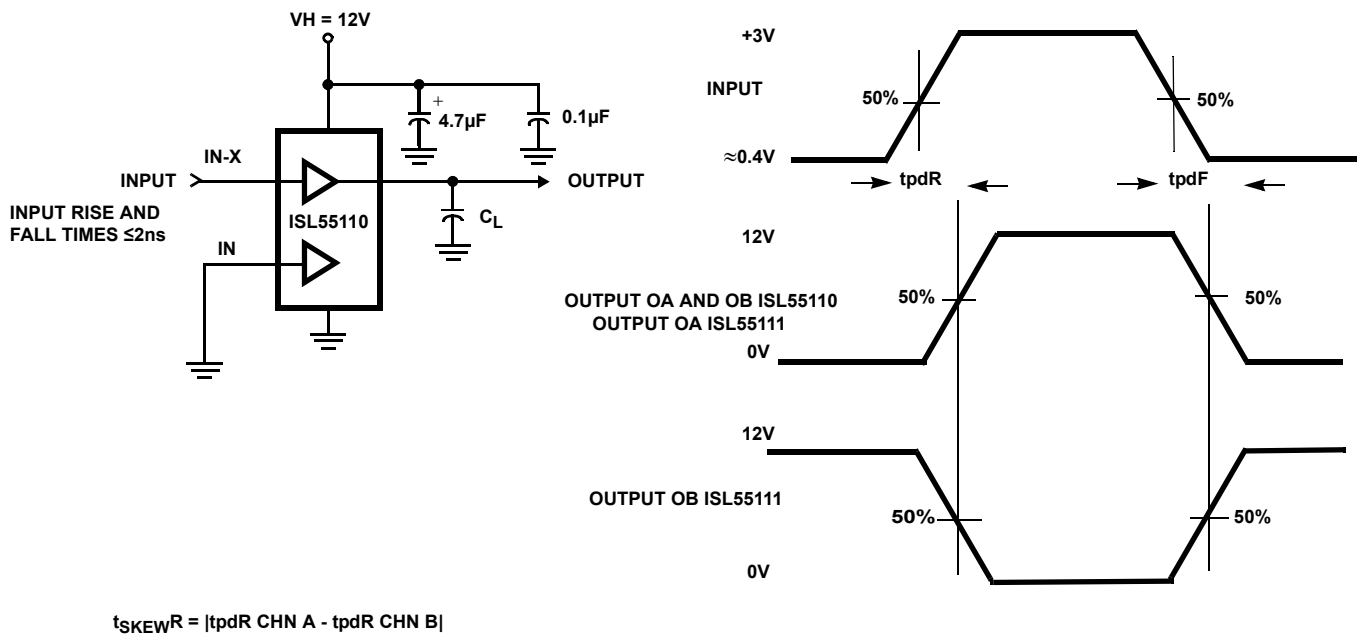 VH = 12V
+
4.7µF
0.1µF
IN-X
INPUT
OUTPUT
INPUT RISE AND
FALL TIMES ≤2ns
ISL55110
CL
IN
+3V
INPUT
50%
50%
≈0.4V
tpdR
tpdF
12V
OUTPUT OA AND OB ISL55110
OUTPUT OA ISL55111
50%
50%
0V
12V
OUTPUT OB ISL55111
50%
50%
0V
tSKEWR = |tpdR CHN A - tpdR CHN B|